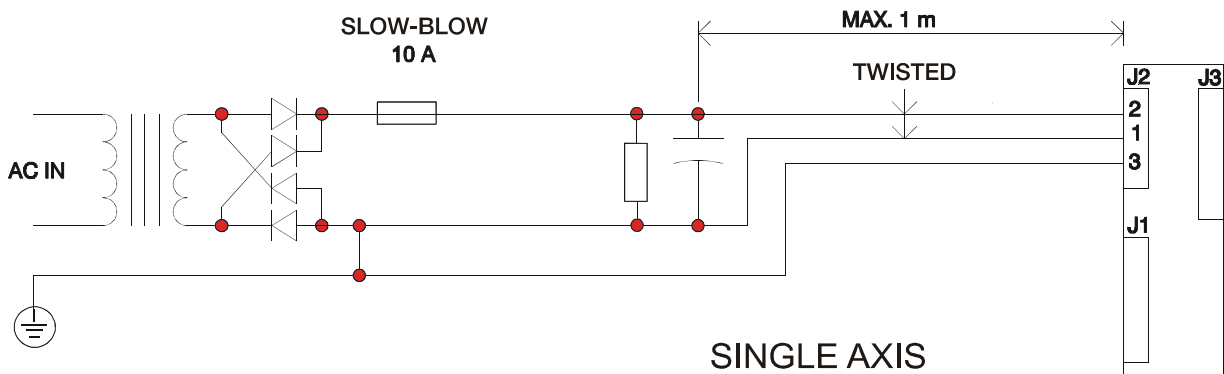 SLOW-BLOW
10 A
MAX. 1 m
TWISTED
J2
J3
2
1
3
AC IN
J1
SINGLE AXIS